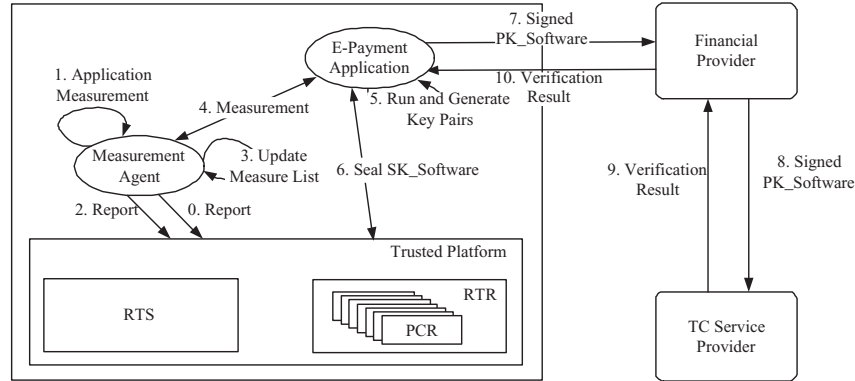 7. Signed
PK_Software
E-Payment
Application
Financial
Provider
1. Application
Measurement
10. Verification
Result
4. Measurement
5. Run and Generate
Key Pairs
Measurement
Agent
3. Update
Measure List
6. Seal SK_Software
9. Verification
Result
8. Signed
PK_Software
2. Report
0. Report
Trusted Platform
RTS
RTR
PCR
TC Service
Provider